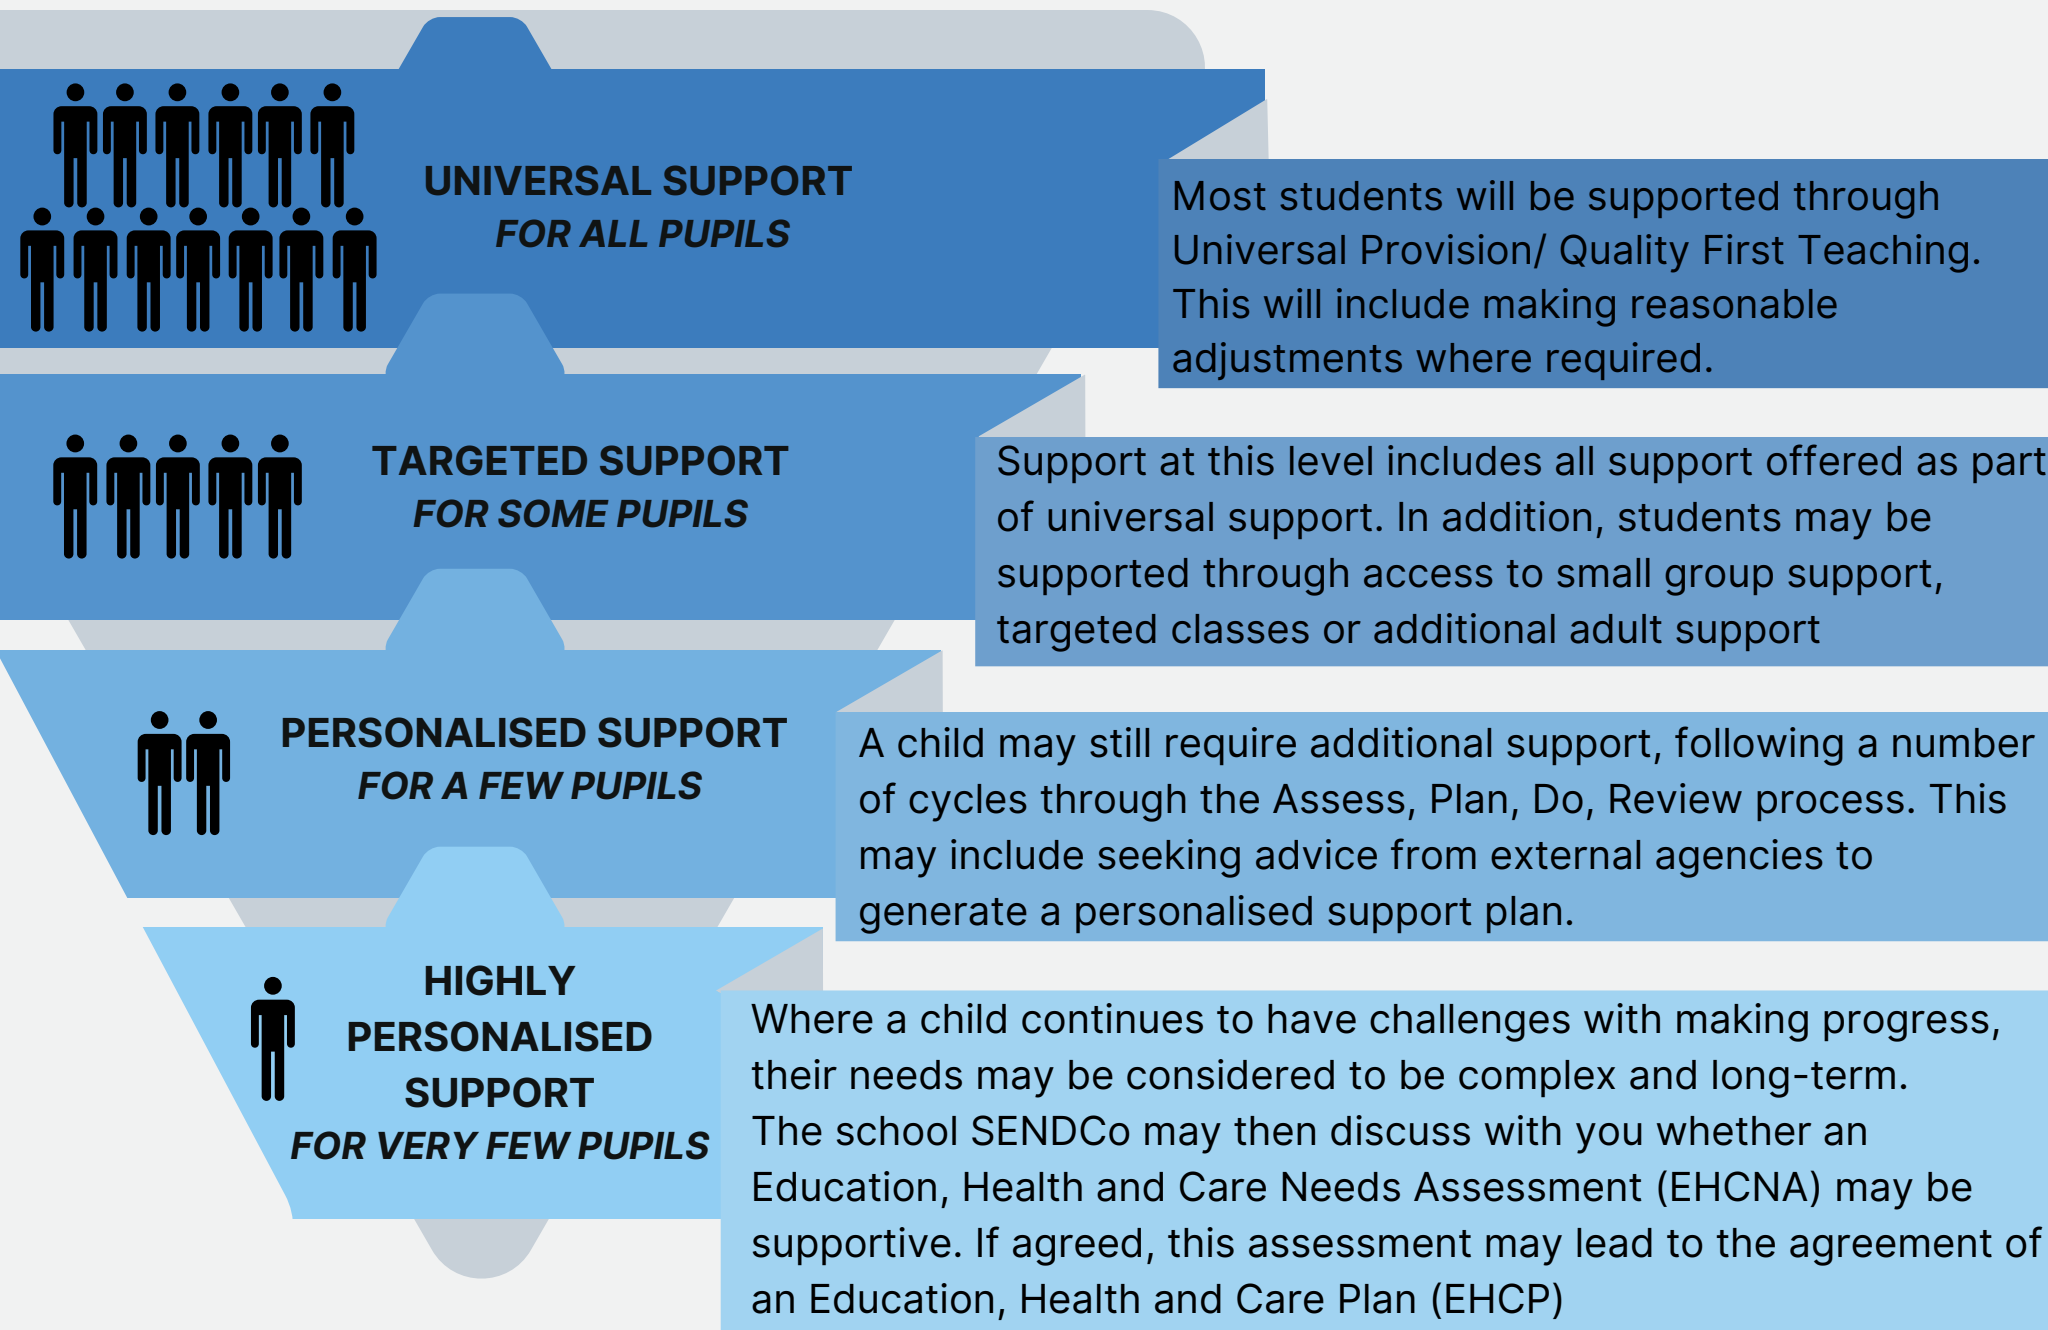 UNIVERSAL SUPPORT
FOR ALL PUPILS
Most students will be supported through
Universal Provision/ Quality First Teaching.
This will include making reasonable
adjustments where required.
TARGETED SUPPORT
FOR SOME PUPILS
Support at this level includes all support offered as part
of universal support. In addition, students may be
supported through access to small group support,
targeted classes or additional adult support
PERSONALISED SUPPORT
FOR A FEW PUPILS
A child may still require additional support, following a number
of cycles through the Assess, Plan, Do, Review process. This
may include seeking advice from external agencies to
generate a personalised support plan.
HIGHLY
PERSONALISED
SUPPORT
FOR VERY FEW PUPILS
Where a child continues to have challenges with making progress,
their needs may be considered to be complex and long-term.
The school SENDCo may then discuss with you whether an
Education, Health and Care Needs Assessment (EHCNA) may be
supportive. If agreed, this assessment may lead to the agreement of
an Education, Health and Care Plan (EHCP)